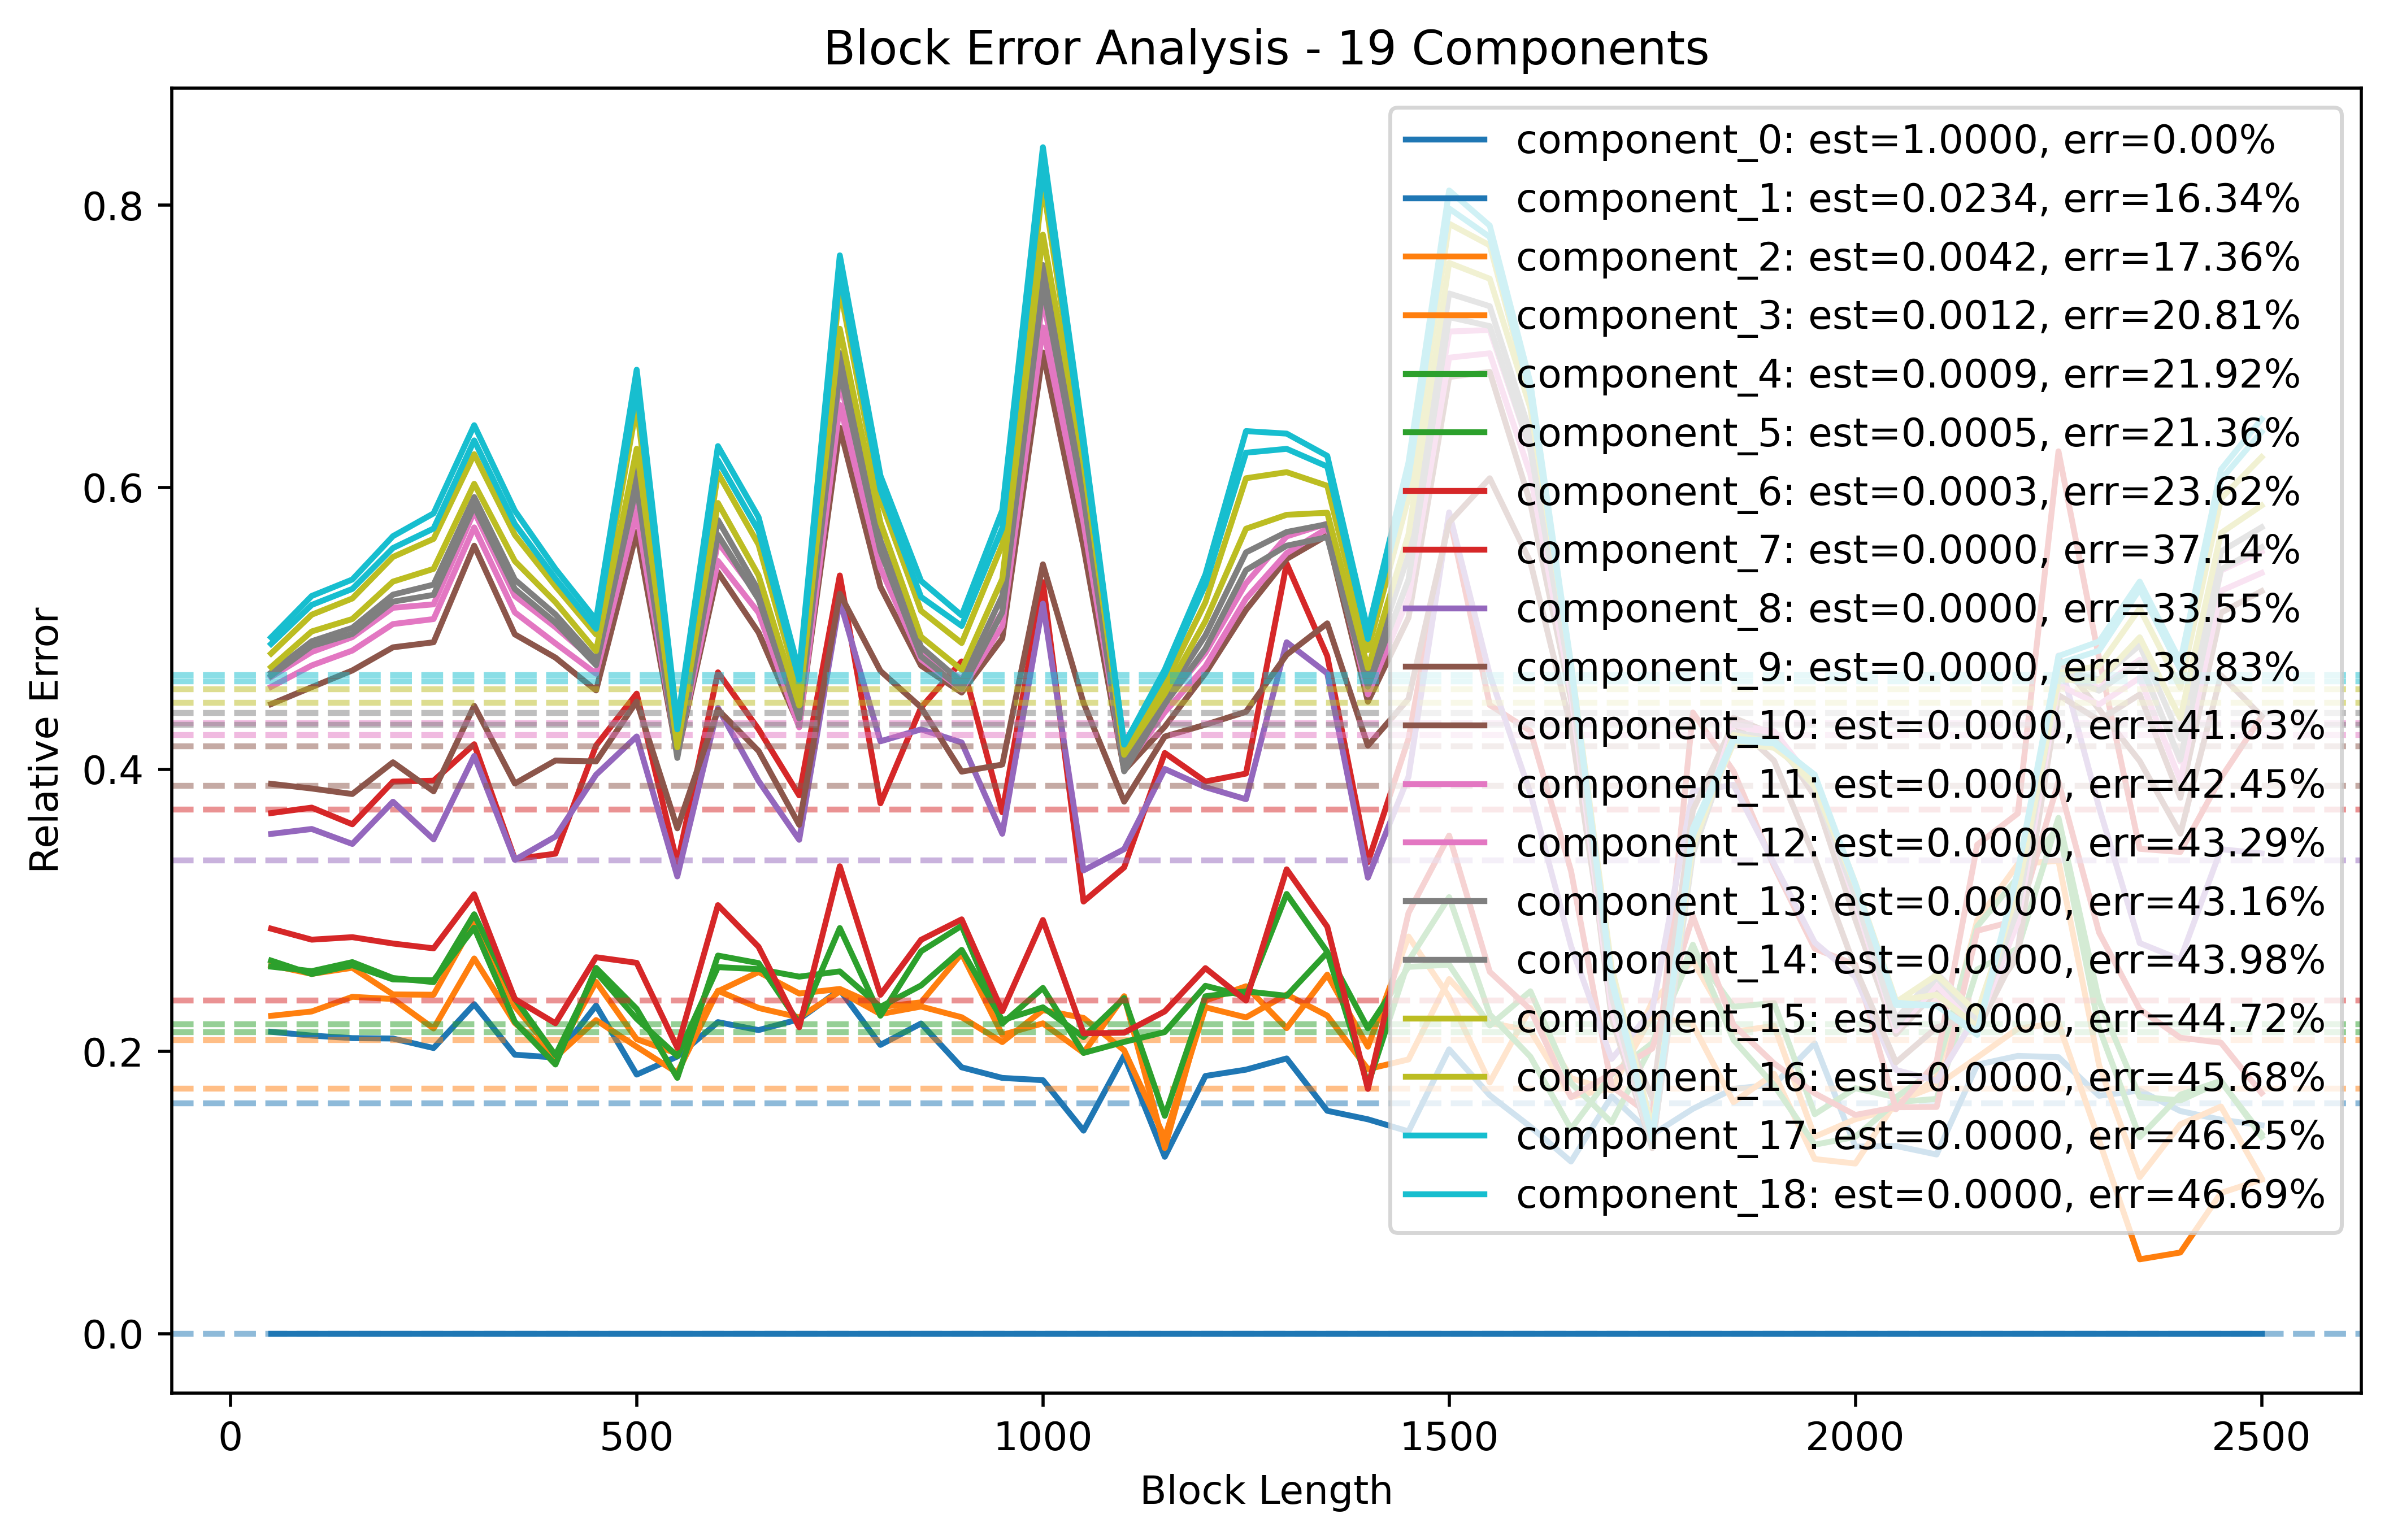 Block Error Analysis - 19 Components
component_0: est=1.0000, err=0.00%
component_1: est=0.0234, err=16.34%
component_2: est=0.0042, err=17.36%
component_3: est=0.0012, err=20.81%
component_4: est=0.0009, err=21.92%
component_5: est=0.0005, err=21.36%
component_6: est=0.0003, err=23.62%
component_7: est=0.0000, err=37.14%
component_8: est=0.0000, err=33.55%
component_9: est=0.0000, err=38.83%
component_10: est=0.0000, err=41.63%
component_11: est=0.0000, err=42.45%
component_12: est=0.0000, err=43.29%
component_13: est=0.0000, err=43.16%
component_14: est=0.0000, err=43.98%
component_15: est=0.0000, err=44.72%
component_16: est=0.0000, err=45.68%
component_17: est=0.0000, err=46.25%
component_18: est=0.0000, err=46.69%
Relative Error
0.8
0.6
0.4
0.2
0.0
0 500 1000 1500 2000 2500
Block Length